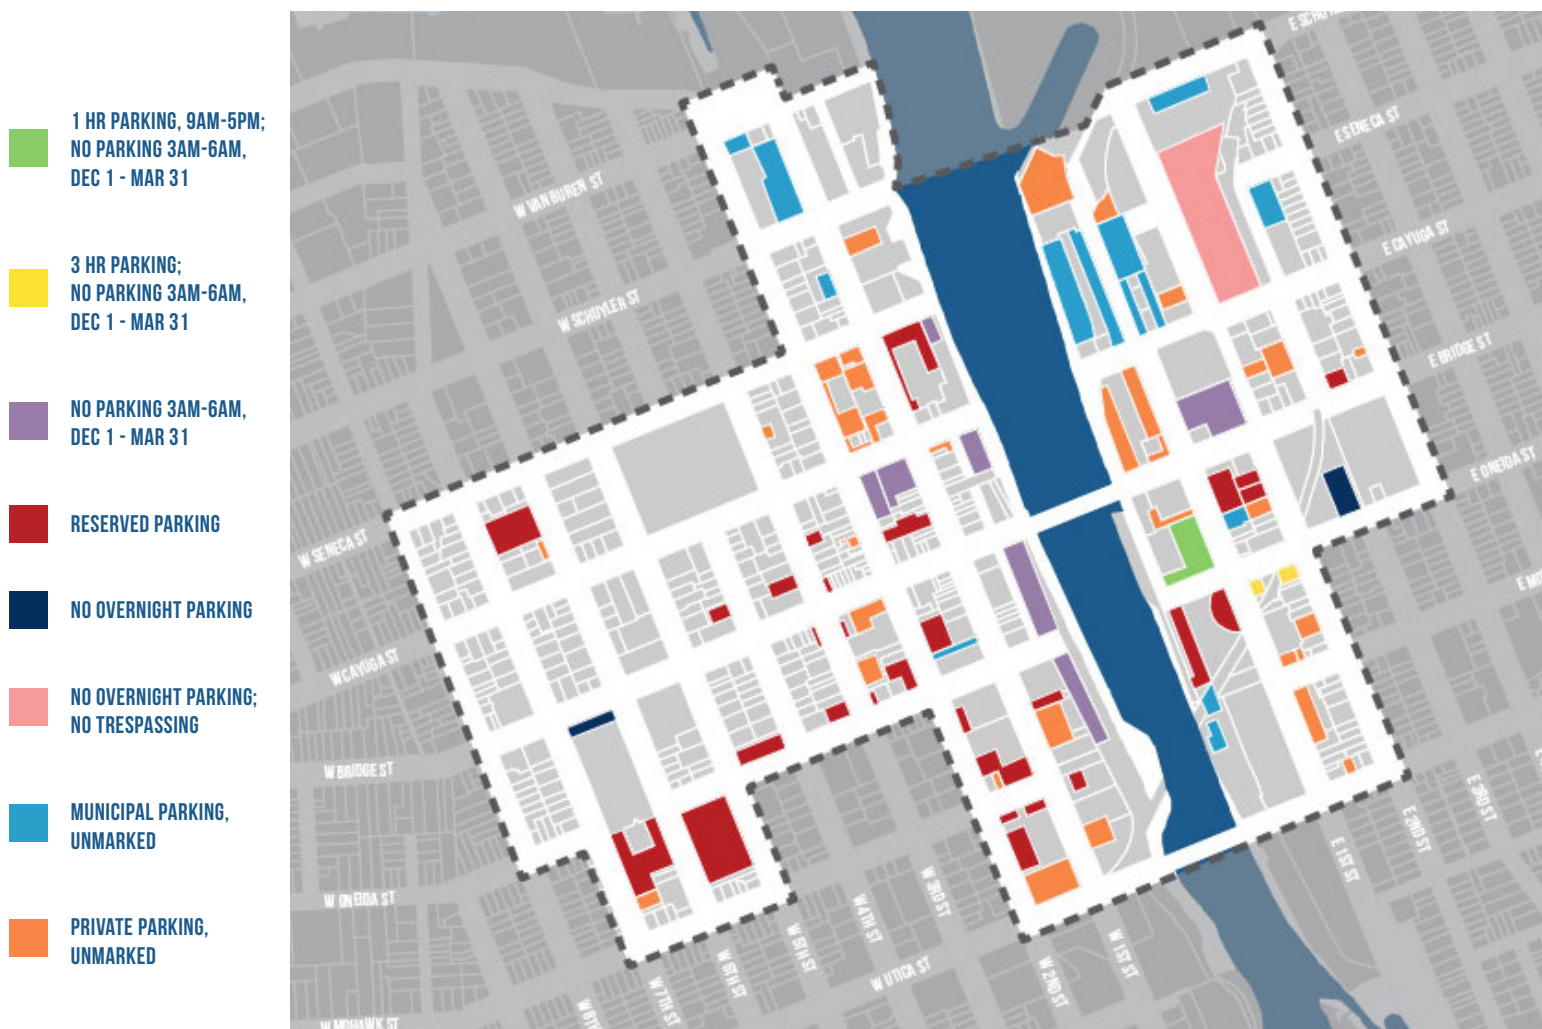 1 HR PARKING, 9AM-5PM;
NO PARKING 3AM-6AM,
DEC 1 - MAR 31
3 HR PARKING;
NO PARKING 3AM-6AM,
DEC 1 - MAR 31
NO PARKING 3AM-6AM,
DEC 1 - MAR 31
RESERVED PARKING
NO OVERNIGHT PARKING
NO OVERNIGHT PARKING;
NO TRESPASSING
MUNICIPAL PARKING,
UNMARKED
PRIVATE PARKING,
UNMARKED
E SENECA ST
W VAN BUREN ST
E CAYUGA ST
W SCHUYLER ST
E BRIDGE ST
E ONEIDA ST
W SENECA ST
W CAYUGA ST
W BRIDGE ST
W ONEIDA ST
W MOHAWK ST
W UTICA ST
W 7TH ST
W 6TH ST
W 5TH ST
W 4TH ST
W 3RD ST
W 2ND ST
W 1ST ST
E 1ST ST
E 2ND ST
E 3RD ST